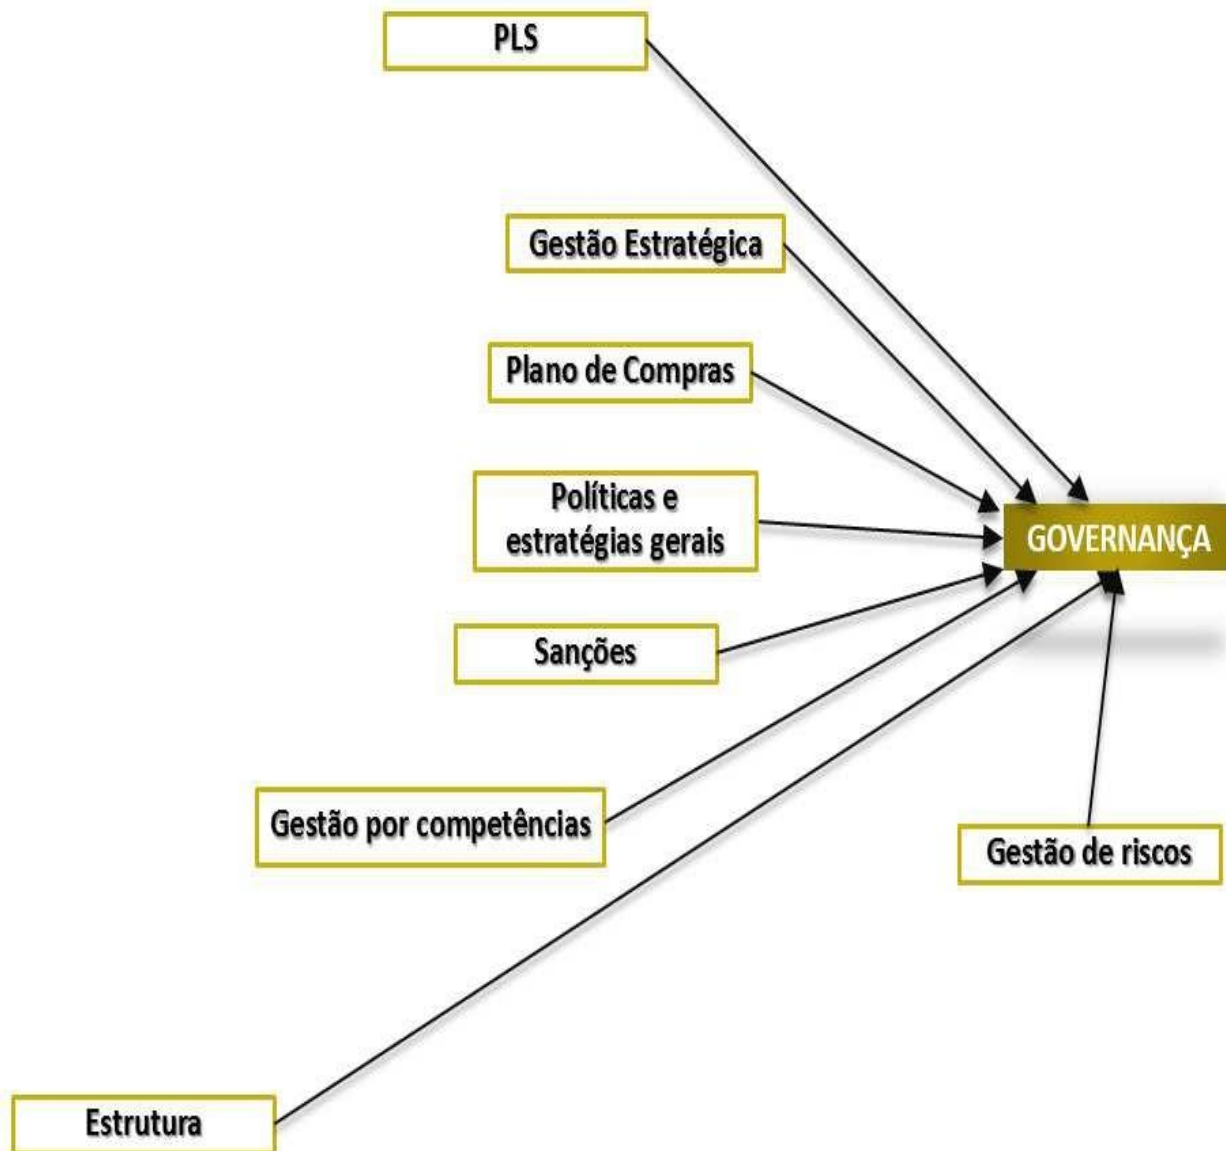 PLS
Gestão Estratégica
Plano de Compras
Políticas e
estratégias gerais
GOVERNANÇA
Sanções
Gestão por competências
Gestão de riscos
Estrutura